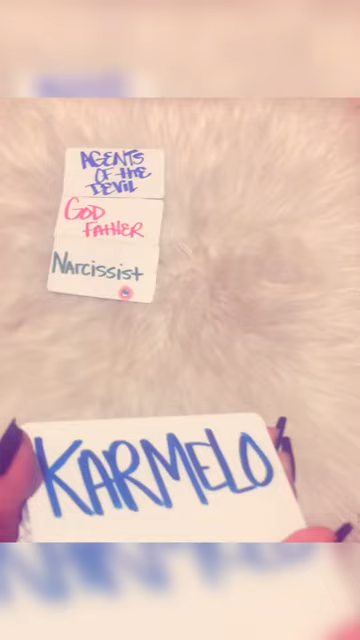 AGENTS
OF THE
DEVIL
GOD
FATHER
Narcissist
KARMELO